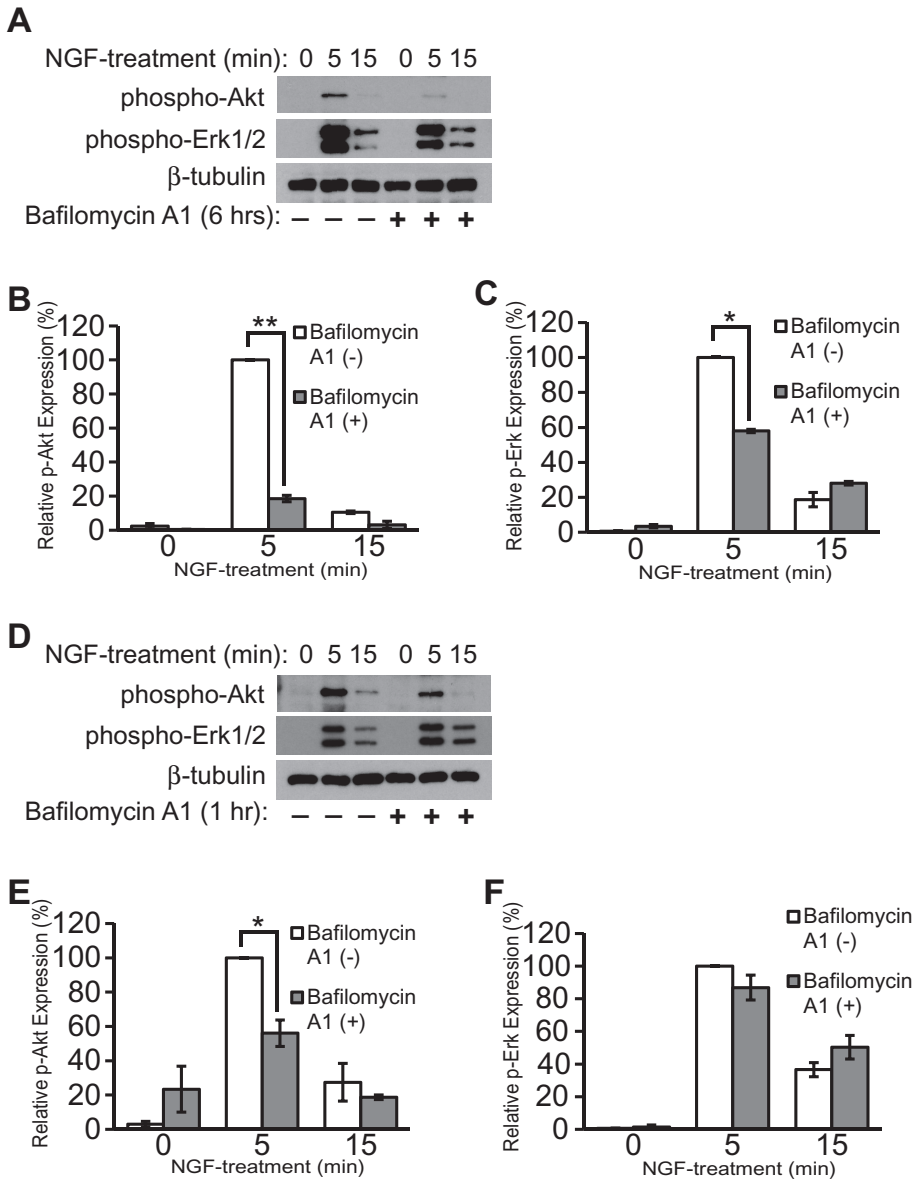 A
NGF-treatment (min): 0 5 15 0 5 15
phospho-Akt
phospho-Erk1/2
β-tubulin
Bafilomycin A1 (6 hrs): – – – + + +
B
Relative p-Akt Expression (%)
120
100
80
60
40
20
0
**
Bafilomycin
A1 (-)
Bafilomycin
A1 (+)
0 5 15
NGF-treatment (min)
C
Relative p-Erk Expression (%)
120
100
80
60
40
20
0
*
Bafilomycin
A1 (-)
Bafilomycin
A1 (+)
0 5 15
NGF-treatment (min)
D
NGF-treatment (min): 0 5 15 0 5 15
phospho-Akt
phospho-Erk1/2
β-tubulin
Bafilomycin A1 (1 hr): – – – + + +
E
Relative p-Akt Expression (%)
120
100
80
60
40
20
0
*
Bafilomycin
A1 (-)
Bafilomycin
A1 (+)
0 5 15
NGF-treatment (min)
F
Relative p-Erk Expression (%)
120
100
80
60
40
20
0
Bafilomycin
A1 (-)
Bafilomycin
A1 (+)
0 5 15
NGF-treatment (min)